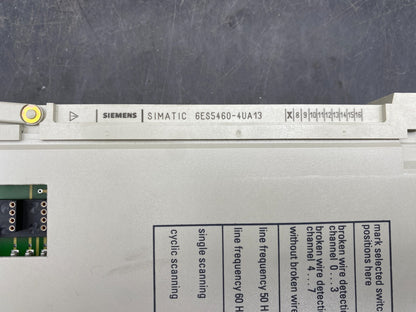 SIEMENS SIMATIC 6ES5460-4UA13 X 8 9 10 11 12 13 14 15 16
mark selected switch
positions here
broken wire detection
channel 0...3
broken wire detecti
channel 4...7
without broken wire
line frequency 50 H
line frequency 60 H
single scanning
cyclic scanning